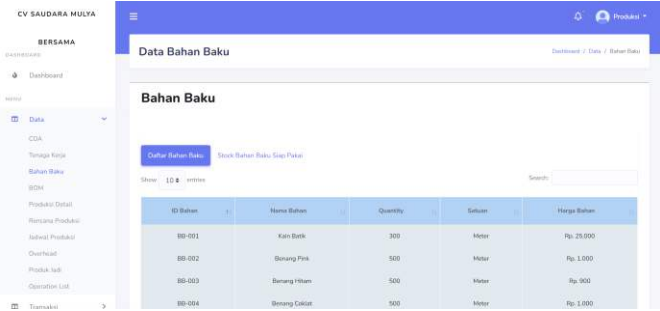 CV SAUDARA MULYA
BERSAMA
DASHBOARD
Dashboard
MENU
Data
COA
Tenaga Kerja
Bahan Baku
BOM
Produksi Detail
Rencana Produksi
Jadwal Produksi
Overhead
Produk Jadi
Operation List
Transaksi
Produksi
Data Bahan Baku
Dashboard / Data / Bahan Baku
Bahan Baku
Daftar Bahan Baku Stock Bahan Baku Siap Pakai
Show 10 entries
Search:
ID Bahan Nama Bahan Quantity Satuan Harga Bahan
BB-001 Kain Batik 300 Meter Rp. 25.000
BB-002 Benang Pink 500 Meter Rp. 1.000
BB-003 Benang Hitam 500 Meter Rp. 900
BB-004 Benang Coklat 500 Meter Rp. 1.000